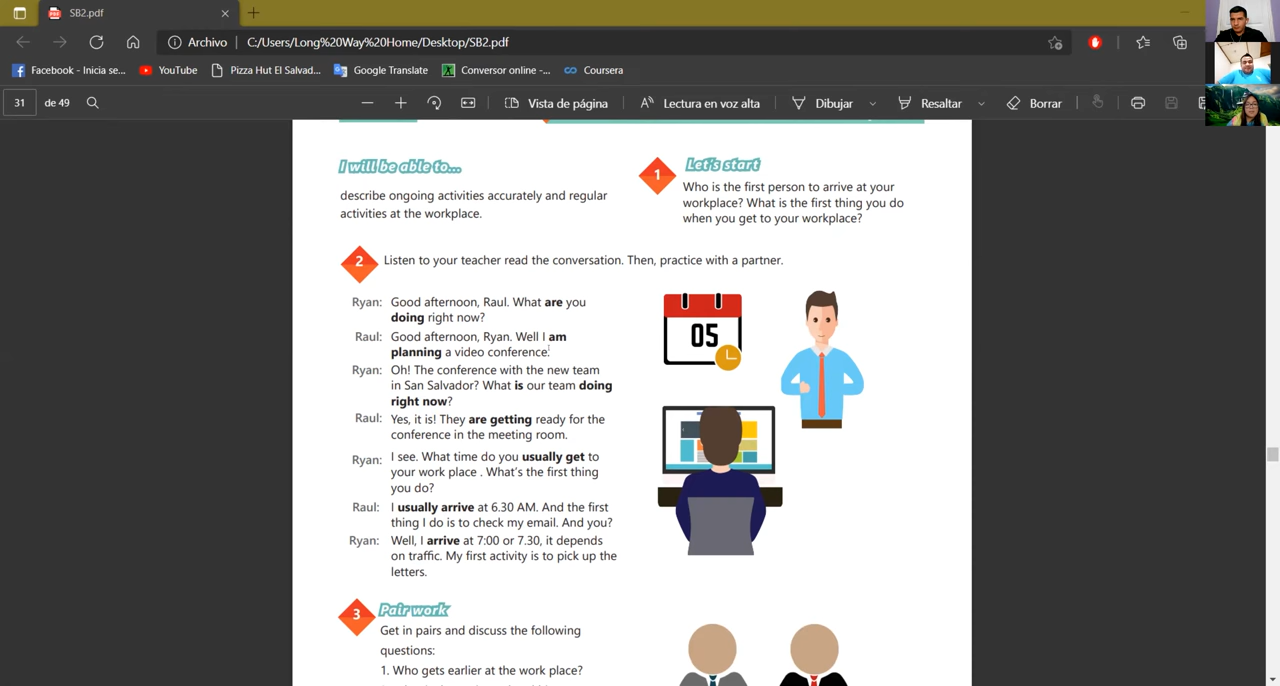 SB2.pdf
Archivo C:/Users/Long%20Way%20Home/Desktop/SB2.pdf
Facebook - Inicia se... YouTube Pizza Hut El Salvad... Google Translate Conversor online -... Coursera
31 de 49 Vista de página Lectura en voz alta Dibujar Resaltar Borrar
I will be able to...
describe ongoing activities accurately and regular
activities at the workplace.
1 Let's start
Who is the first person to arrive at your
workplace? What is the first thing you do
when you get to your workplace?
2 Listen to your teacher read the conversation. Then, practice with a partner.
Ryan: Good afternoon, Raul. What are you
doing right now?
Raul: Good afternoon, Ryan. Well I am
planning a video conference.
Ryan: Oh! The conference with the new team
in San Salvador? What is our team doing
right now?
Raul: Yes, it is! They are getting ready for the
conference in the meeting room.
Ryan: I see. What time do you usually get to
your work place . What's the first thing
you do?
Raul: I usually arrive at 6.30 AM. And the first
thing I do is to check my email. And you?
Ryan: Well, I arrive at 7:00 or 7.30, it depends
on traffic. My first activity is to pick up the
letters.
05
3 Pair work
Get in pairs and discuss the following
questions:
1. Who gets earlier at the work place?